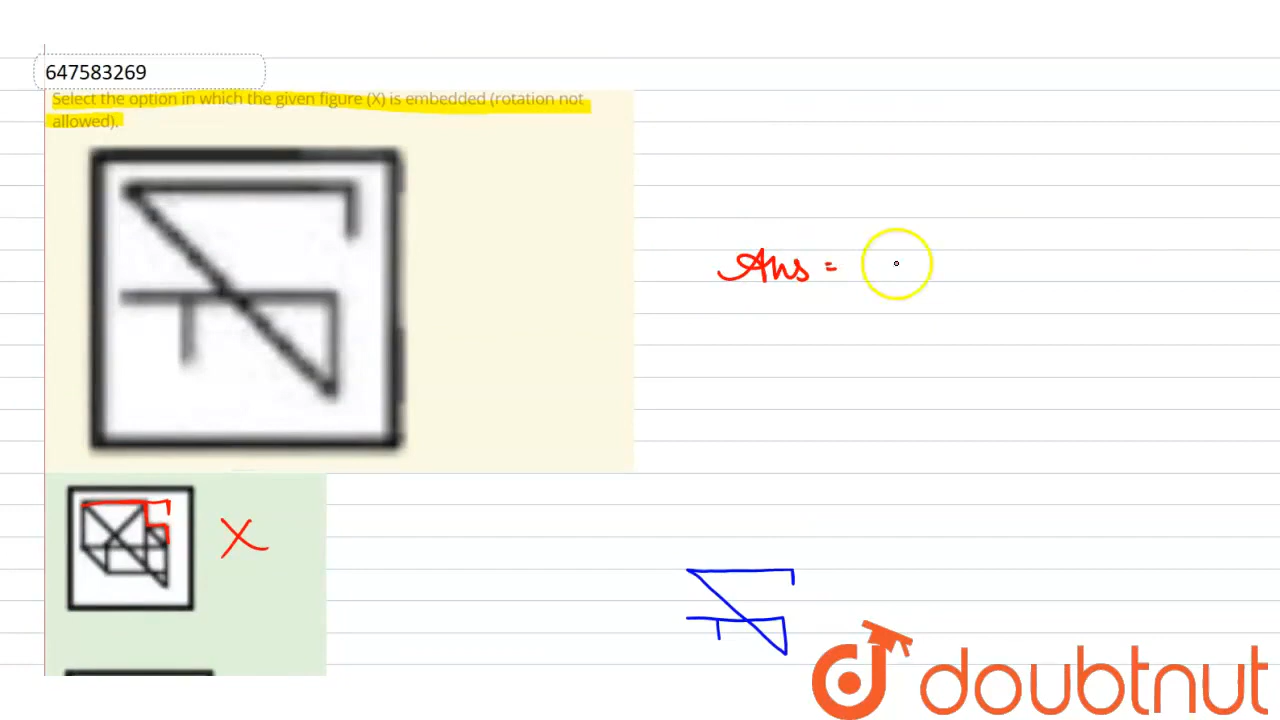 647583269
Select the option in which the given figure (X) is embedded (rotation not
allowed).
Ans =
X
doubtnut